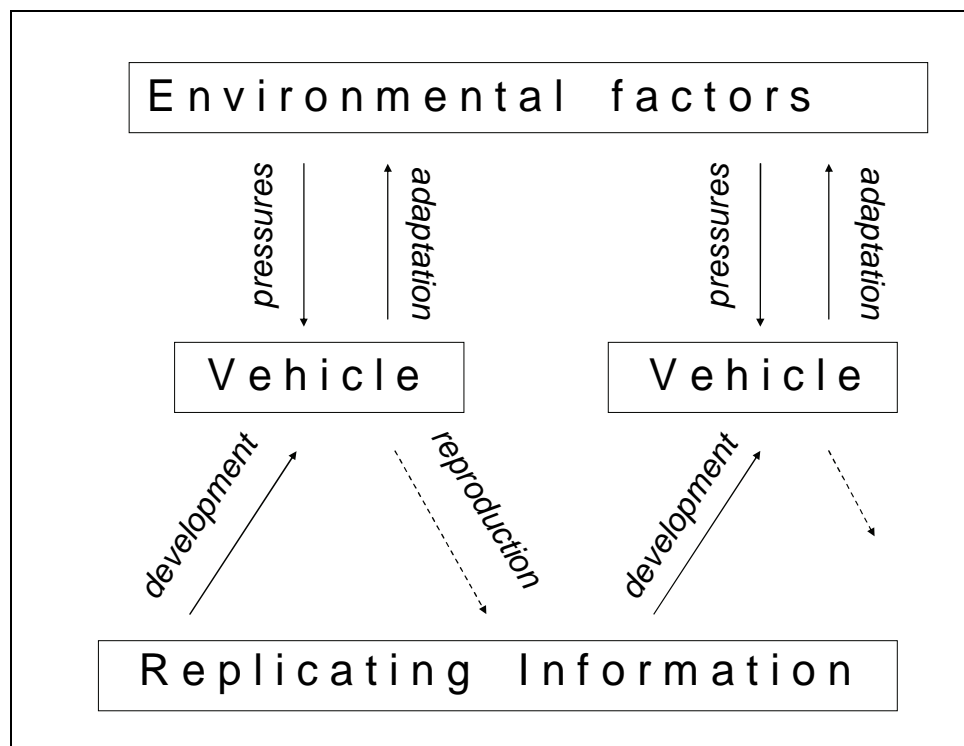 Environmental factors
pressures
adaptation
pressures
adaptation
Vehicle
Vehicle
development
reproduction
development
Replicating Information